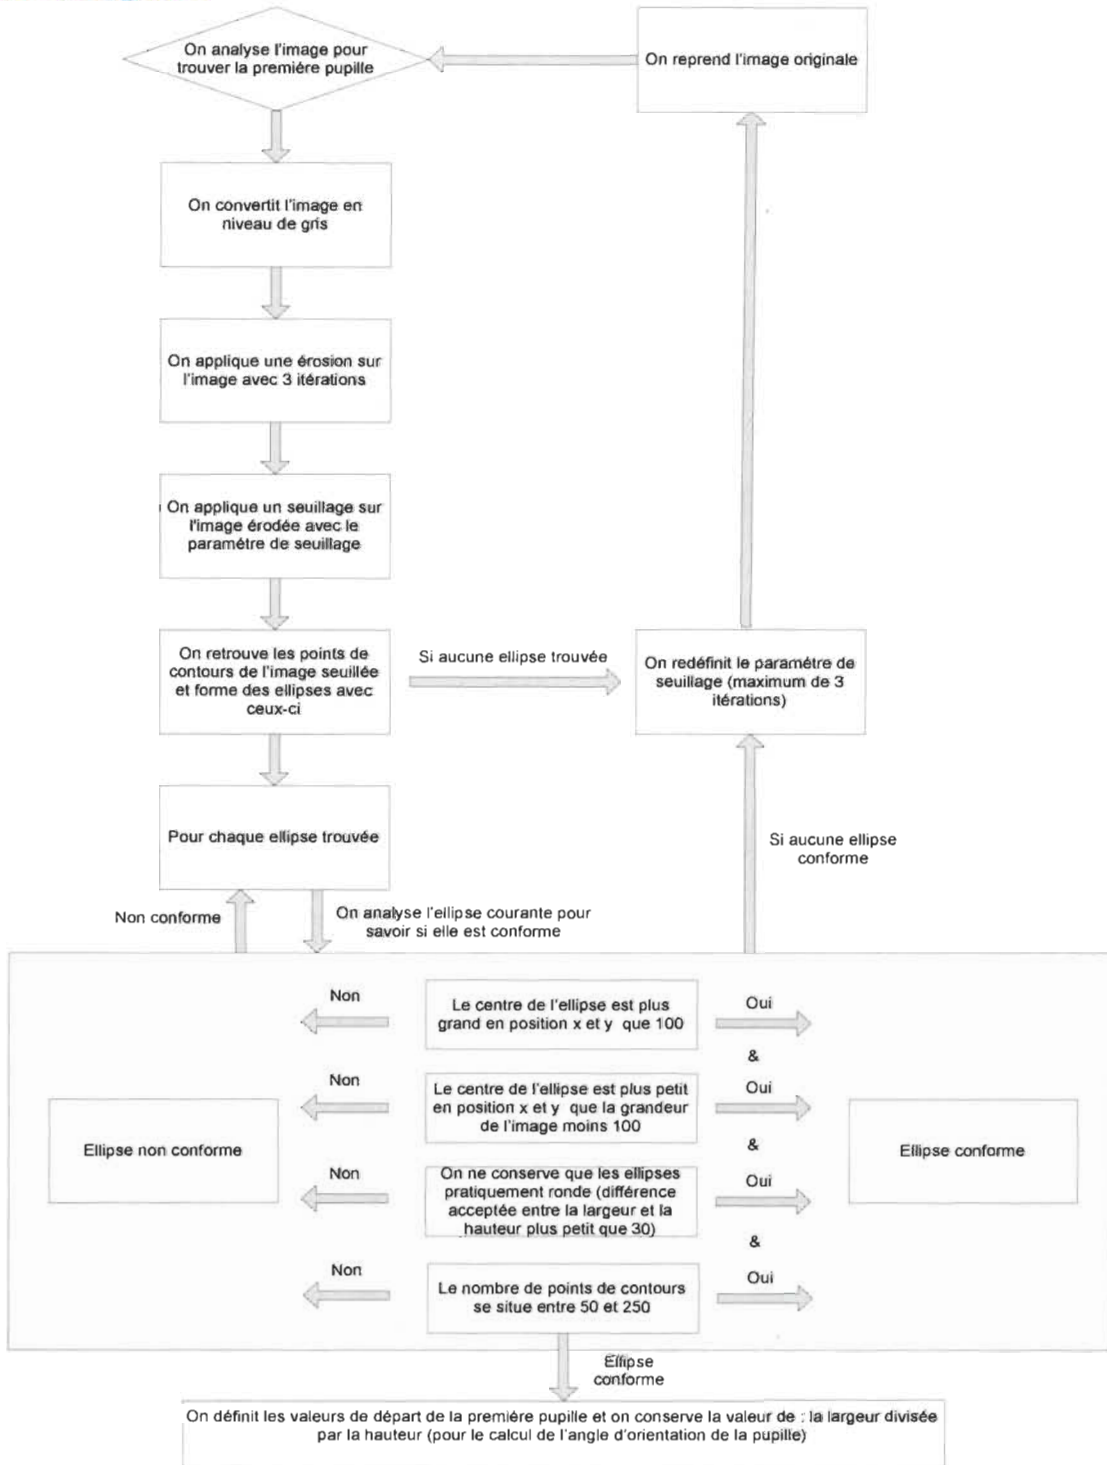 On analyse l'image pour
trouver la premiére pupille
On reprend l'image originale
On convertit l'image en
niveau de gris
On applique une érosion sur
l'image avec 3 itérations
On applique un seuillage sur
l'image érodée avec le
paramétre de seuillage
On retrouve les points de
contours de l'image seuillée
et forme des ellipses avec
ceux-ci
Si aucune ellipse trouvée
On redéfinit le paramétre de
seuillage (maximum de 3
itérations)
Pour chaque ellipse trouvée
Si aucune ellipse
conforme
Non conforme
On analyse l'ellipse courante pour
savoir si elle est conforme
Non
Le centre de l'ellipse est plus
grand en position x et y que 100
Oui
&
Non
Le centre de l'ellipse est plus petit
en position x et y que la grandeur
de l'image moins 100
Oui
Ellipse non conforme
&
Ellipse conforme
Non
On ne conserve que les ellipses
pratiquement ronde (différence
acceptée entre la largeur et la
hauteur plus petit que 30)
Oui
&
Non
Le nombre de points de contours
se situe entre 50 et 250
Oui
Ellipse
conforme
On définit les valeurs de départ de la premiére pupille et on conserve la valeur de : la largeur divisée
par la hauteur (pour le calcul de l'angle d'orientation de la pupille)